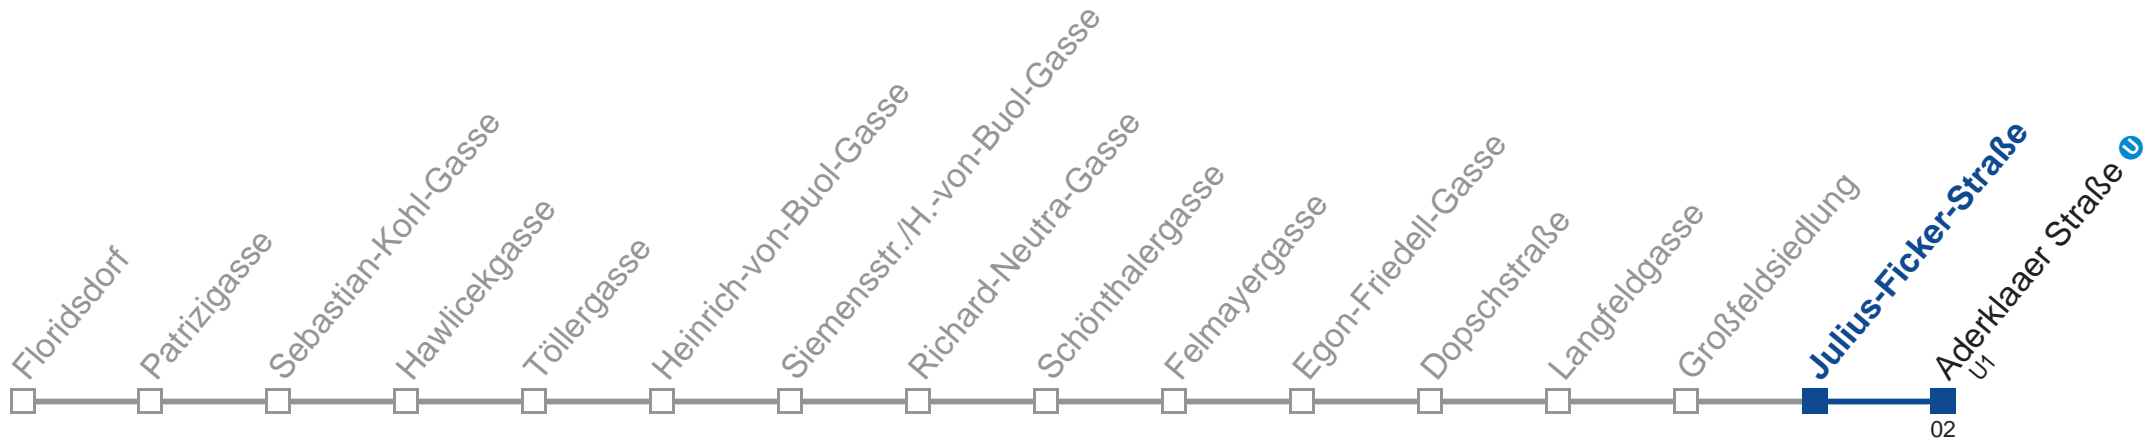 Floridsdorf
Patrizigasse
Sebastian-Kohl-Gasse
Hawlicekgasse
Töllergasse
Heinrich-von-Buol-Gasse
Siemensstr./H.-von-Buol-Gasse
Richard-Neutra-Gasse
Schönthalergasse
Felmayergasse
Egon-Friedell-Gasse
Dopschstraße
Langfeldgasse
Großfeldsiedlung
Julius-Ficker-Straße
Aderklaaer Straße U
U1
02